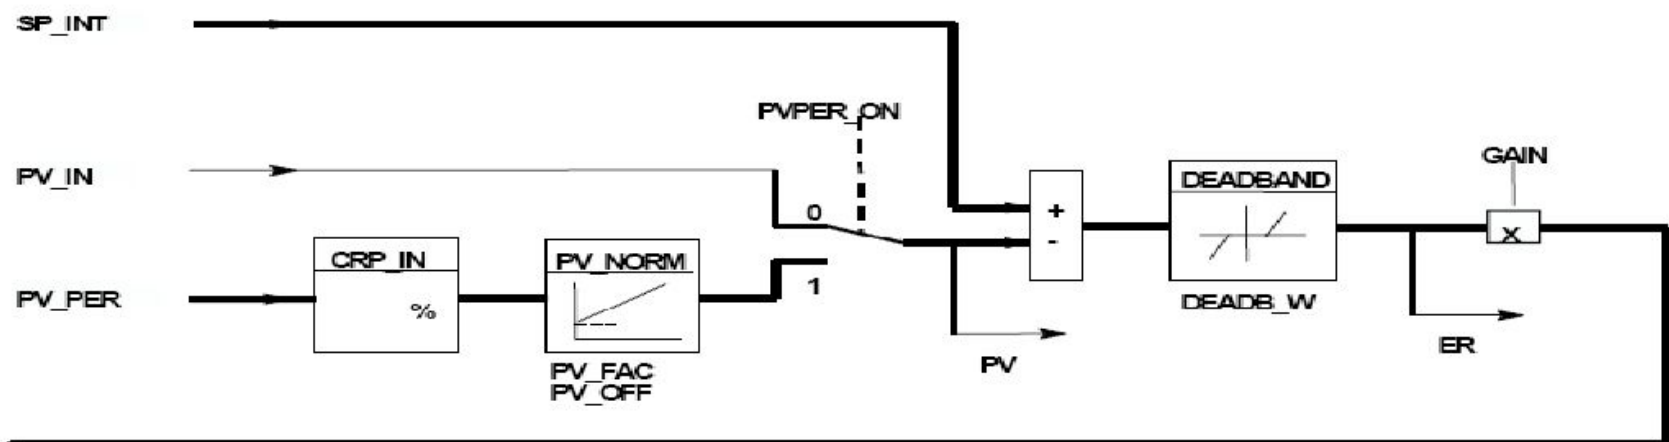 SP_INT
PVPER_ON
PV_IN
GAIN
DEADBAND
0
+
-
X
CRP_IN
PV_NORM
1
PV_PER
%
DEADB_W
PV_FAC
PV_OFF
PV
ER